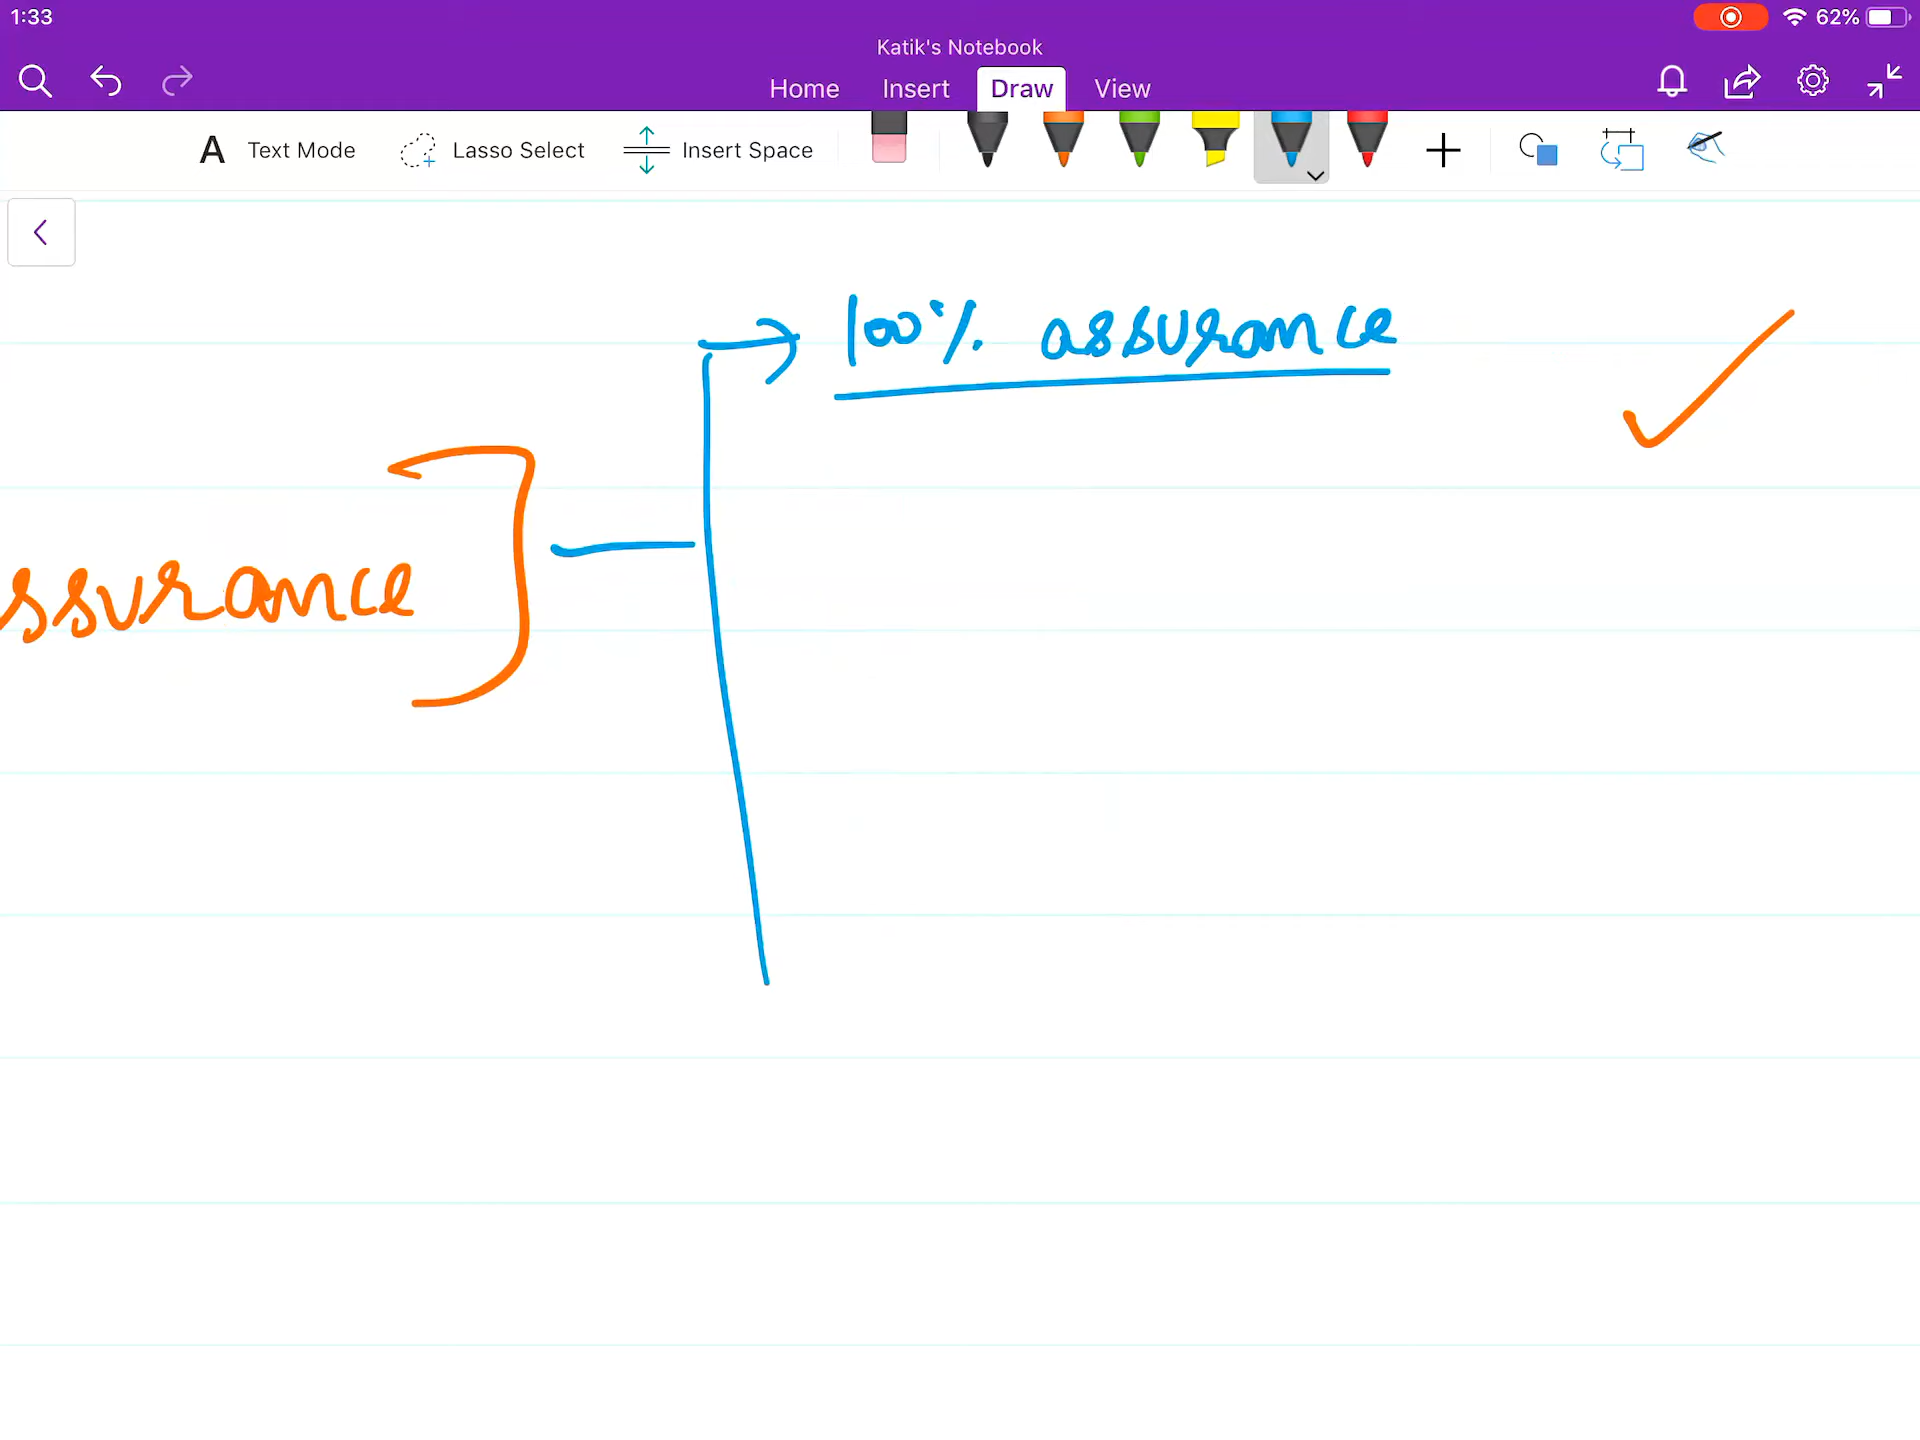 1:33
62%
Katik's Notebook
Home Insert Draw View
A Text Mode Lasso Select Insert Space
100% assurance
ssurance